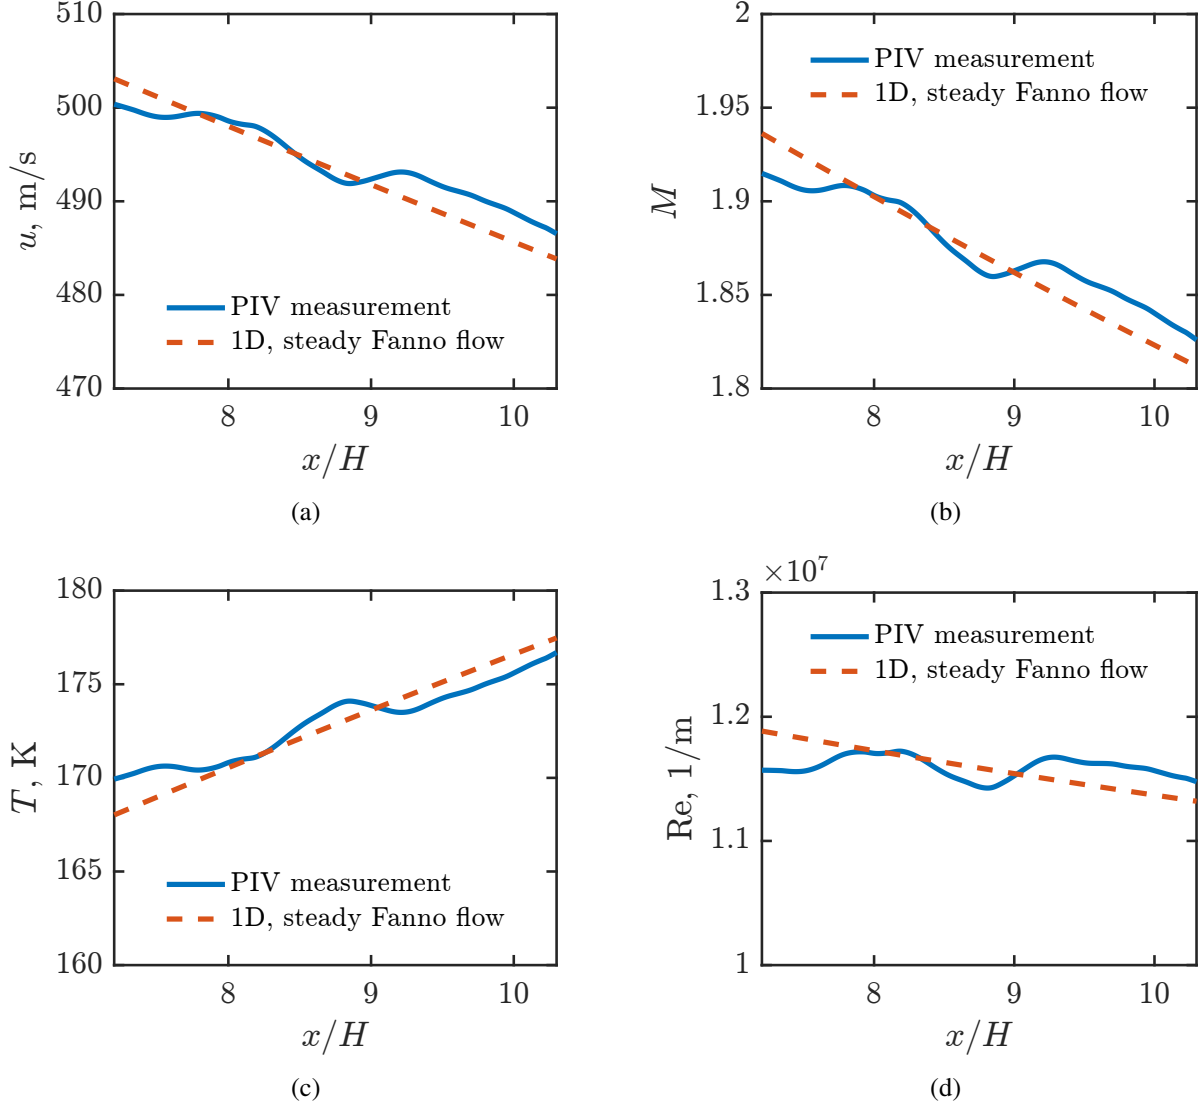 510
500
490
480
470
u, m/s
PIV measurement
1D, steady Fanno flow
8
9
10
x/H
(a)
2
1.95
1.9
1.85
1.8
M
PIV measurement
1D, steady Fanno flow
8
9
10
x/H
(b)
180
175
170
165
160
T, K
PIV measurement
1D, steady Fanno flow
8
9
10
x/H
(c)
×10⁷
1.3
1.2
1.1
1
Re, 1/m
PIV measurement
1D, steady Fanno flow
8
9
10
x/H
(d)